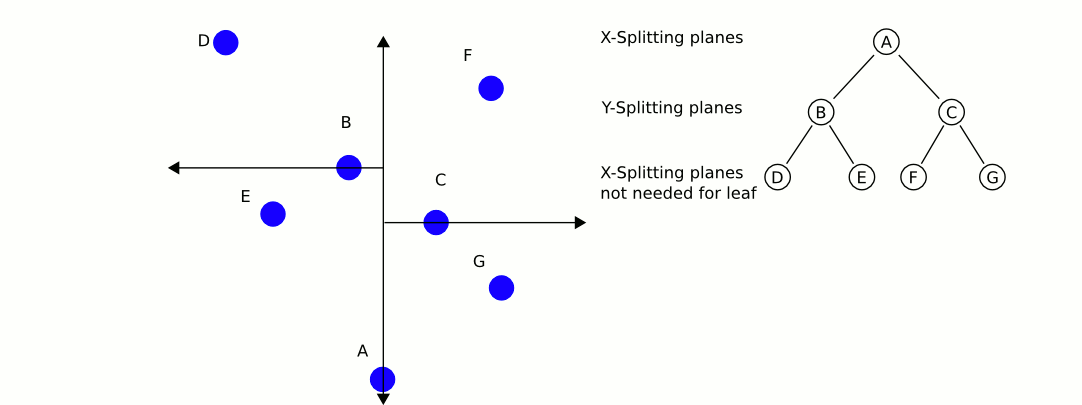 D
F
B
E
C
G
A
X-Splitting planes
Y-Splitting planes
X-Splitting planes
not needed for leaf
A
B
C
D
E
F
G